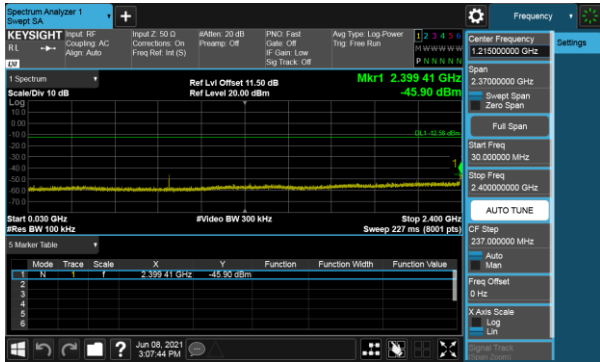 Spectrum Analyzer 1
Swept SA
+
Frequency
KEYSIGHT
RL
Input: RF
Coupling: AC
Align: Auto
Input Z: 50 Ω
Corrections: On
Freq Ref: Int (S)
#Atten: 20 dB
Preamp: Off
PNO: Fast
Gate: Off
IF Gain: Low
Sig Track: Off
Avg Type: Log-Power
Trig: Free Run
1 2 3 4 5 6
M W W W W W
P N N N N N
LXI
1 Spectrum
Scale/Div 10 dB
Ref Lvl Offset 11.50 dB
Ref Level 20.00 dBm
Mkr1 2.399 41 GHz
-45.90 dBm
Log
10.0
0.00
-10.0
-20.0
-30.0
-40.0
-50.0
-60.0
-70.0
DL1 -12.56 dBm
1
Start 0.030 GHz
#Res BW 100 kHz
#Video BW 300 kHz
Stop 2.400 GHz
Sweep 227 ms (8001 pts)
5 Marker Table
Mode Trace Scale X Y Function Function Width Function Value
1 N 1 f 2.399 41 GHz -45.90 dBm
2
3
4
5
6
Jun 08, 2021
3:07:44 PM
?
Center Frequency
1.215000000 GHz
Span
2.37000000 GHz
Swept Span
Zero Span
Full Span
Start Freq
30.000000 MHz
Stop Freq
2.400000000 GHz
AUTO TUNE
CF Step
237.000000 MHz
Auto
Man
Freq Offset
0 Hz
X Axis Scale
Log
Lin
Signal Track
(Span Zoom)
Settings